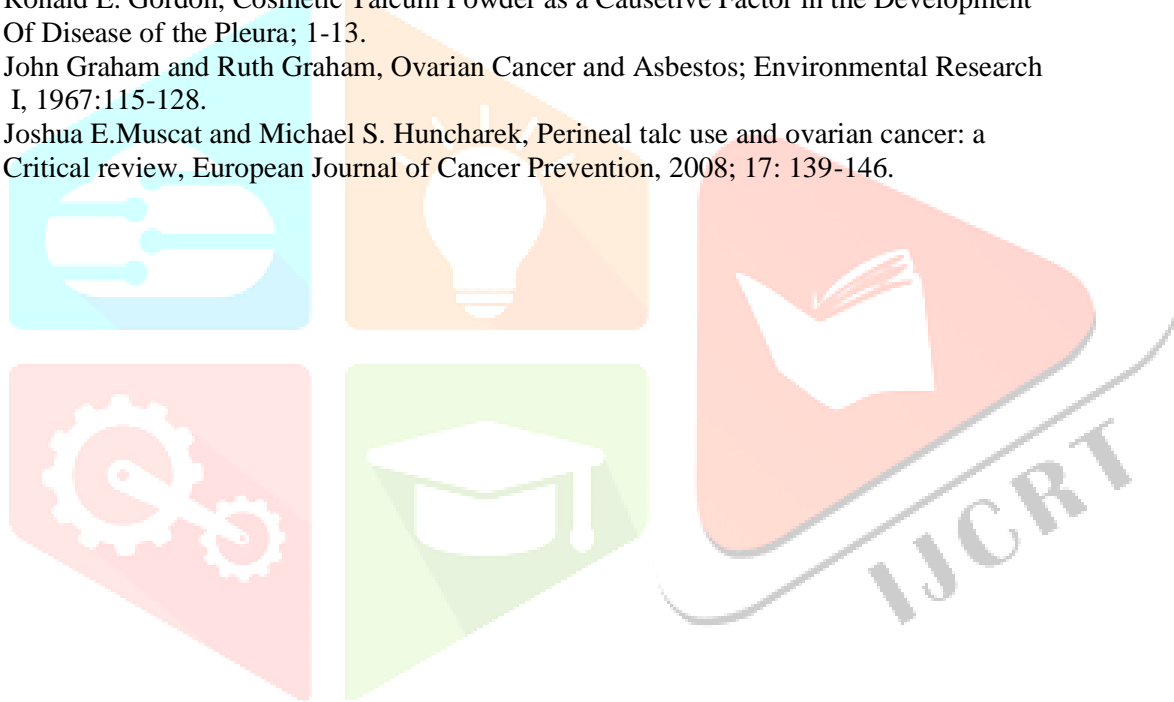 Ronald E. Gordon, Cosmetic Talcum Powder as a Causetive Factor in the Development
Of Disease of the Pleura; 1-13.
John Graham and Ruth Graham, Ovarian Cancer and Asbestos; Environmental Research
I, 1967:115-128.
Joshua E.Muscat and Michael S. Huncharek, Perineal talc use and ovarian cancer: a
Critical review, European Journal of Cancer Prevention, 2008; 17: 139-146.
IJCRT